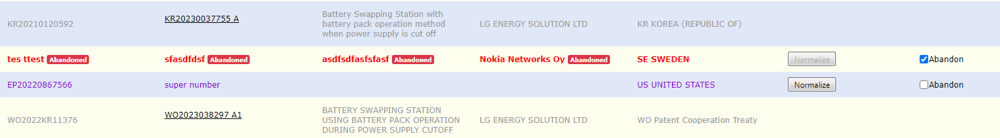 KR20210120592
KR20230037755 A
Battery Swapping Station with
battery pack operation method
when power supply is cut off
LG ENERGY SOLUTION LTD
KR KOREA (REPUBLIC OF)
tes ttest Abandoned
sfasdfdsf Abandoned
asdfsdfasfsfasf Abandoned
Nokia Networks Oy Abandoned
SE SWEDEN
Normalize
Abandon
EP20220867566
super number
US UNITED STATES
Normalize
Abandon
WO2022KR11376
WO2023038297 A1
BATTERY SWAPPING STATION
USING BATTERY PACK OPERATION
DURING POWER SUPPLY CUTOFF
LG ENERGY SOLUTION LTD
WO Patent Cooperation Treaty